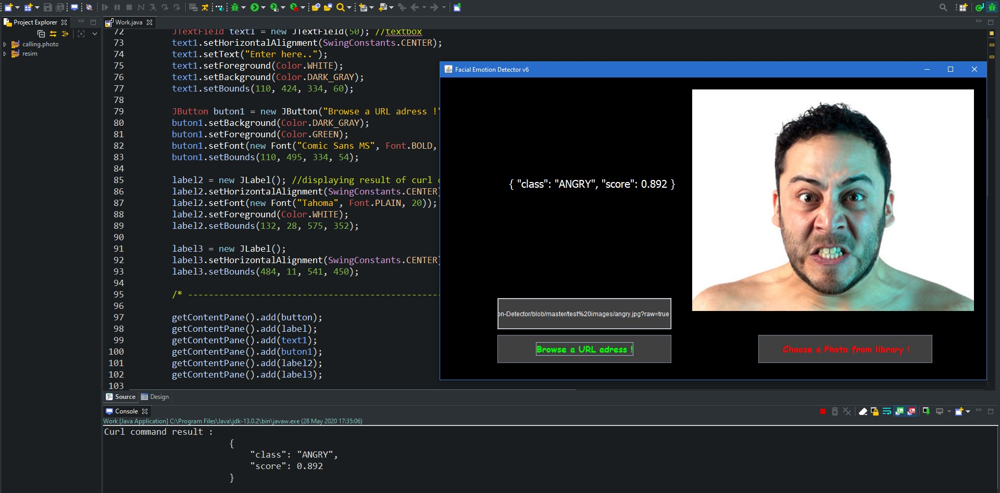 Project Explorer
calling.photo
resim
Work.java
72 JTextField text1 = new JTextField(50); //textbox
73 text1.setHorizontalAlignment(SwingConstants.CENTER);
74 text1.setText("Enter here..");
75 text1.setForeground(Color.WHITE);
76 text1.setBackground(Color.DARK_GRAY);
77 text1.setBounds(110, 424, 334, 60);
78
79 JButton buton1 = new JButton("Browse a URL adress !"
80 buton1.setBackground(Color.DARK_GRAY);
81 buton1.setForeground(Color.GREEN);
82 buton1.setFont(new Font("Comic Sans MS", Font.BOLD,
83 buton1.setBounds(110, 495, 334, 54);
84
85 label2 = new JLabel(); //displaying result of curl
86 label2.setHorizontalAlignment(SwingConstants.CENTER)
87 label2.setFont(new Font("Tahoma", Font.PLAIN, 20));
88 label2.setForeground(Color.WHITE);
89 label2.setBounds(132, 28, 575, 352);
90
91 label3 = new JLabel();
92 label3.setHorizontalAlignment(SwingConstants.CENTER)
93 label3.setBounds(484, 11, 541, 450);
94
95 /* -------------------------------------------------
96
97 getContentPane().add(button);
98 getContentPane().add(label);
99 getContentPane().add(text1);
100 getContentPane().add(buton1);
101 getContentPane().add(label2);
102 getContentPane().add(label3);
103
Facial Emotion Detector v6
{ "class": "ANGRY", "score": 0.892 }
on-Detector/blob/master/test%20images/angry.jpg?raw=true
Browse a URL adress !
Choose a Photo from library !
Source Design
Console
Work [Java Application] C:\Program Files\Java\jdk-13.0.2\bin\javaw.exe (28 May 2020 17:35:06)
Curl command result :
{
"class": "ANGRY",
"score": 0.892
}